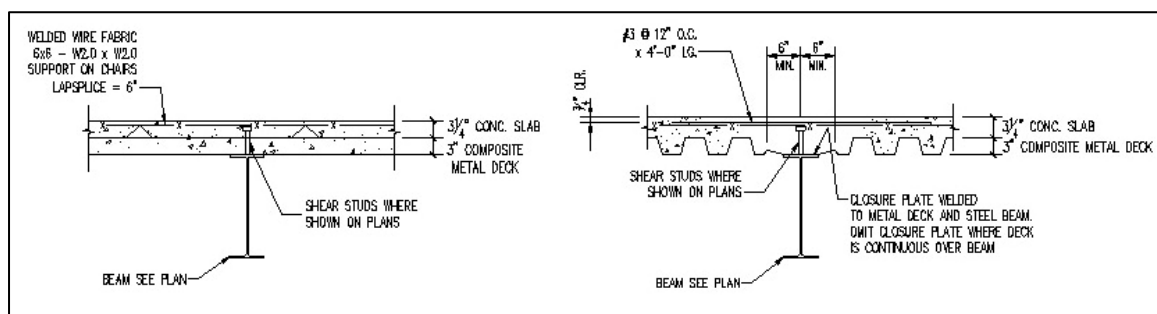 WELDED WIRE FABRIC
6x6 - W2.0 x W2.0
SUPPORT ON CHAIRS
LAPSPLICE = 6"
3 1/4" CONC. SLAB
3" COMPOSITE
METAL DECK
SHEAR STUDS WHERE
SHOWN ON PLANS
BEAM SEE PLAN
#3 @ 12" O.C.
x 4'-0" LG.
6" 6"
MIN. MIN.
3/4" CLR.
3 1/4" CONC. SLAB
3" COMPOSITE METAL DECK
SHEAR STUDS WHERE
SHOWN ON PLANS
CLOSURE PLATE WELDED
TO METAL DECK AND STEEL BEAM.
OMIT CLOSURE PLATE WHERE DECK
IS CONTINUOUS OVER BEAM
BEAM SEE PLAN